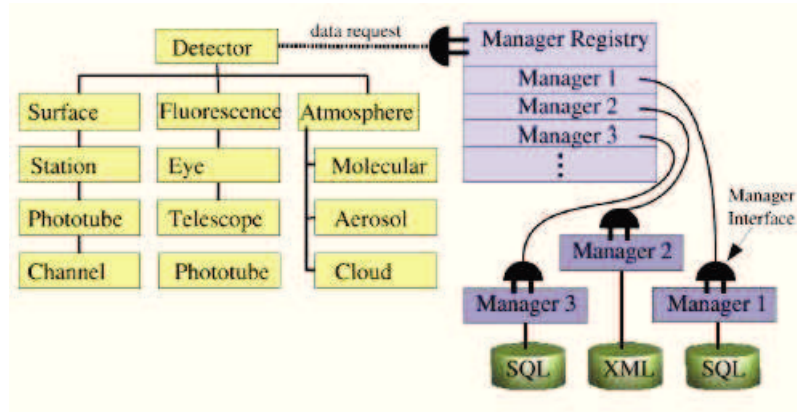 Detector
data request
Manager Registry
Manager 1
Manager 2
Manager 3
Surface
Fluorescence
Atmosphere
Station
Eye
Molecular
Phototube
Telescope
Aerosol
Channel
Phototube
Cloud
Manager
Interface
Manager 2
Manager 3
Manager 1
SQL
XML
SQL